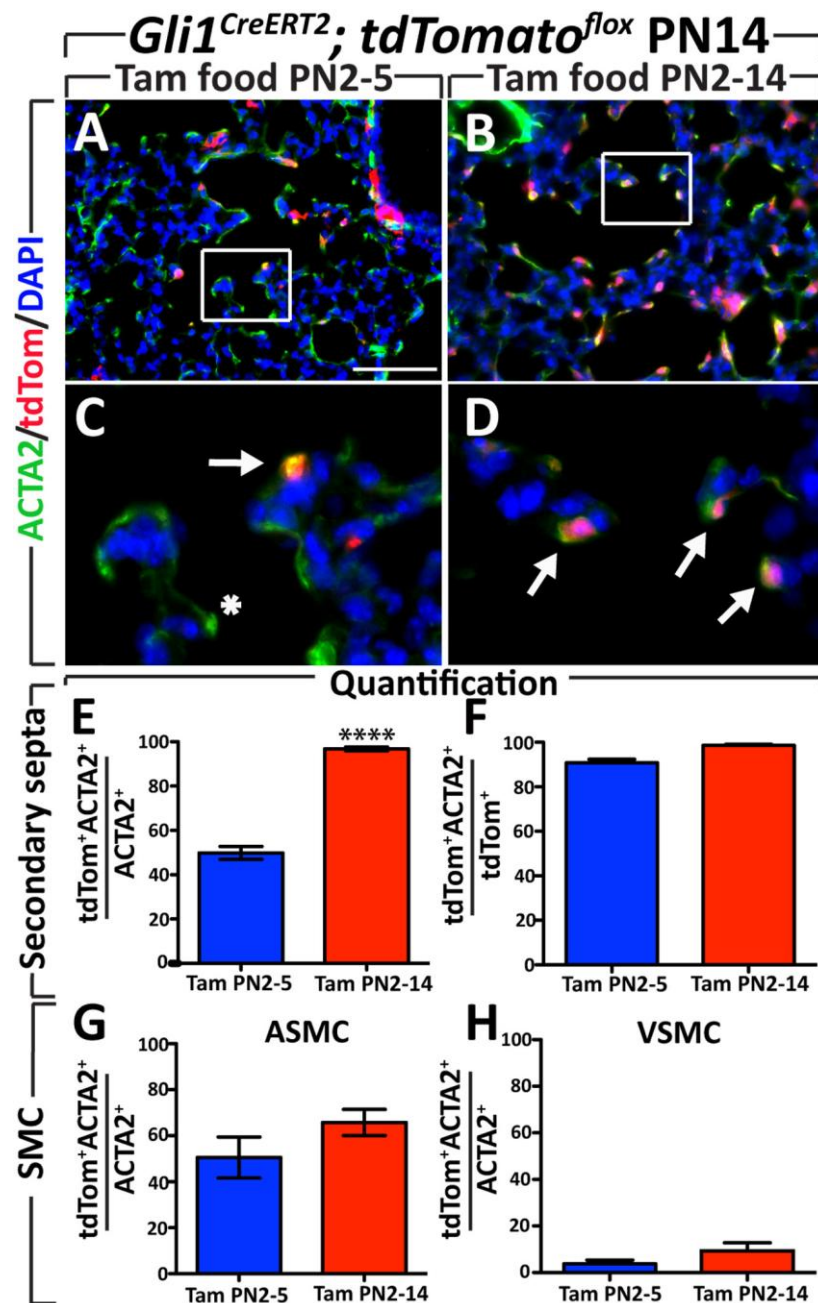 Gli1CreERT2; tdTomatoflox PN14
Tam food PN2-5
Tam food PN2-14
ACTA2/tdTom/DAPI
A
B
C
D
*
Quantification
Secondary septa
E
tdTom+ACTA2+
ACTA2+
100
80
60
40
20
0
****
Tam PN2-5
Tam PN2-14
F
tdTom+ACTA2+
tdTom+
100
80
60
40
20
0
Tam PN2-5
Tam PN2-14
SMC
G
ASMC
tdTom+ACTA2+
ACTA2+
100
80
60
40
20
0
Tam PN2-5
Tam PN2-14
H
VSMC
tdTom+ACTA2+
ACTA2+
100
80
60
40
20
0
Tam PN2-5
Tam PN2-14